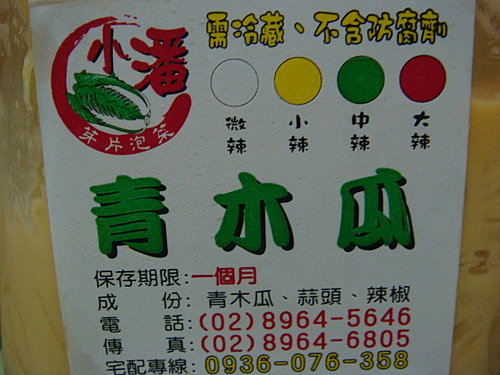 小潘
芽片泡菜
需冷藏、不含防腐劑
微辣 小辣 中辣 大辣
青木瓜
保存期限:一個月
成份:青木瓜、蒜頭、辣椒
電話:(02)8964-5646
傳真:(02)8964-6805
宅配專線:0936-076-358